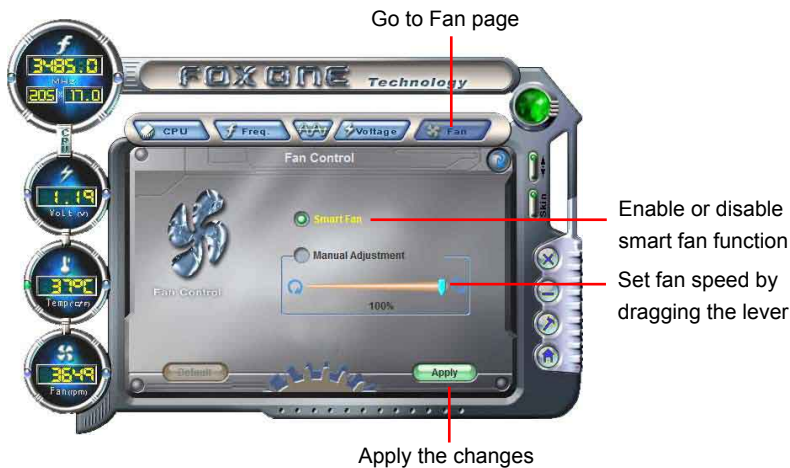 Go to Fan page
3485.0
MHz
205 × 17.0
CPU
1.19
Volt (V)
37°C
Temp(C/F)
3649
Fan(rpm)
FOX ONE Technology
CPU
Freq.
Voltage
Fan
Fan Control
Smart Fan
Manual Adjustment
100%
Fan Control
Default
Apply
Skin
Enable or disable
smart fan function
Set fan speed by
dragging the lever
Apply the changes